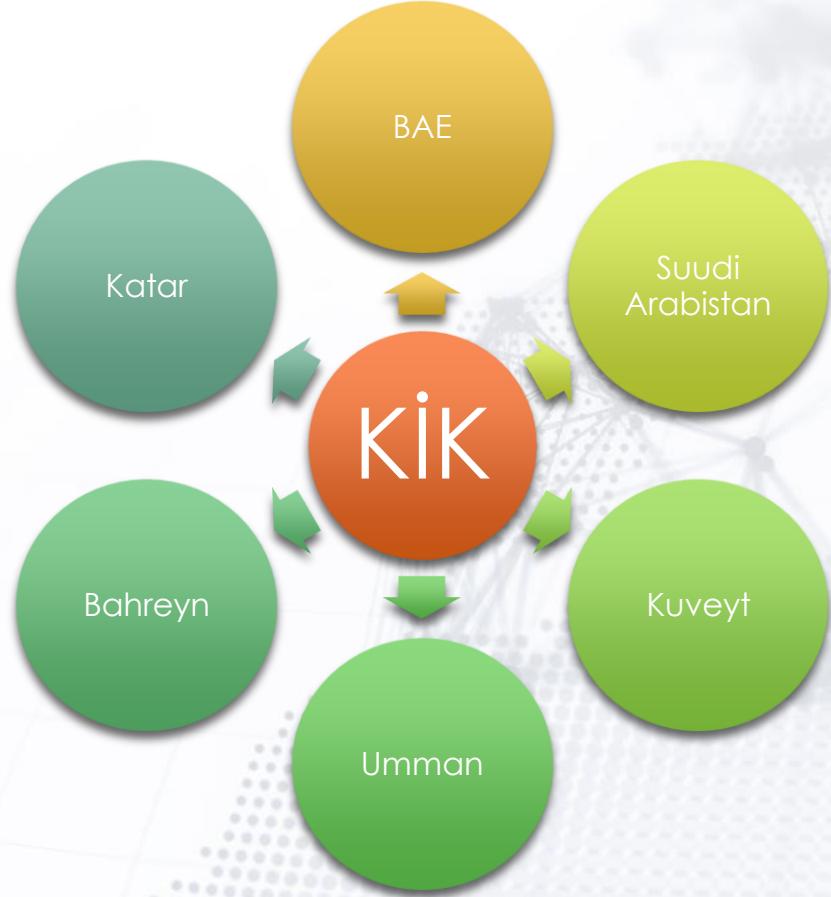 BAE
Suudi
Arabistan
Katar
KİK
Bahreyn
Kuveyt
Umman